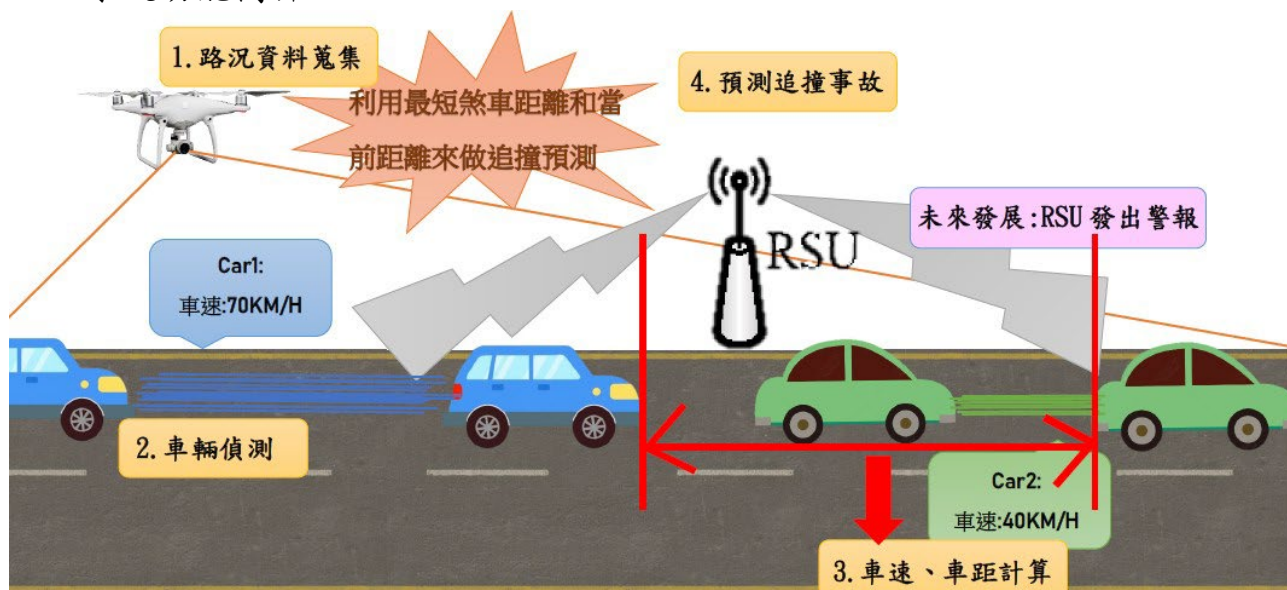 1.路況資料蒐集
利用最短煞車距離和當
前距離來做追撞預測
4.預測追撞事故
未來發展:RSU 發出警報
RSU
Car1:
車速:70KM/H
2.車輛偵測
Car2:
車速:40KM/H
3.車速、車距計算